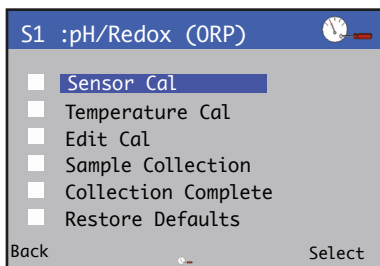 S1 :pH/Redox (ORP)
Sensor Cal
Temperature Cal
Edit Cal
Sample Collection
Collection Complete
Restore Defaults
Back Select